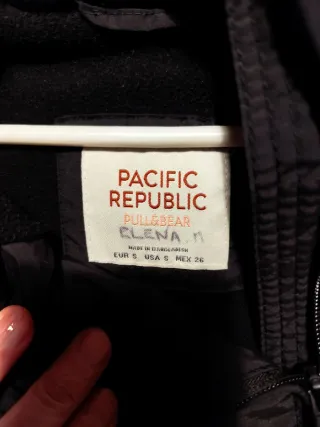 PACIFIC
REPUBLIC
PULL&BEAR
ELENA. M
MADE IN BANGLADESH
EUR S USA S MEX 26